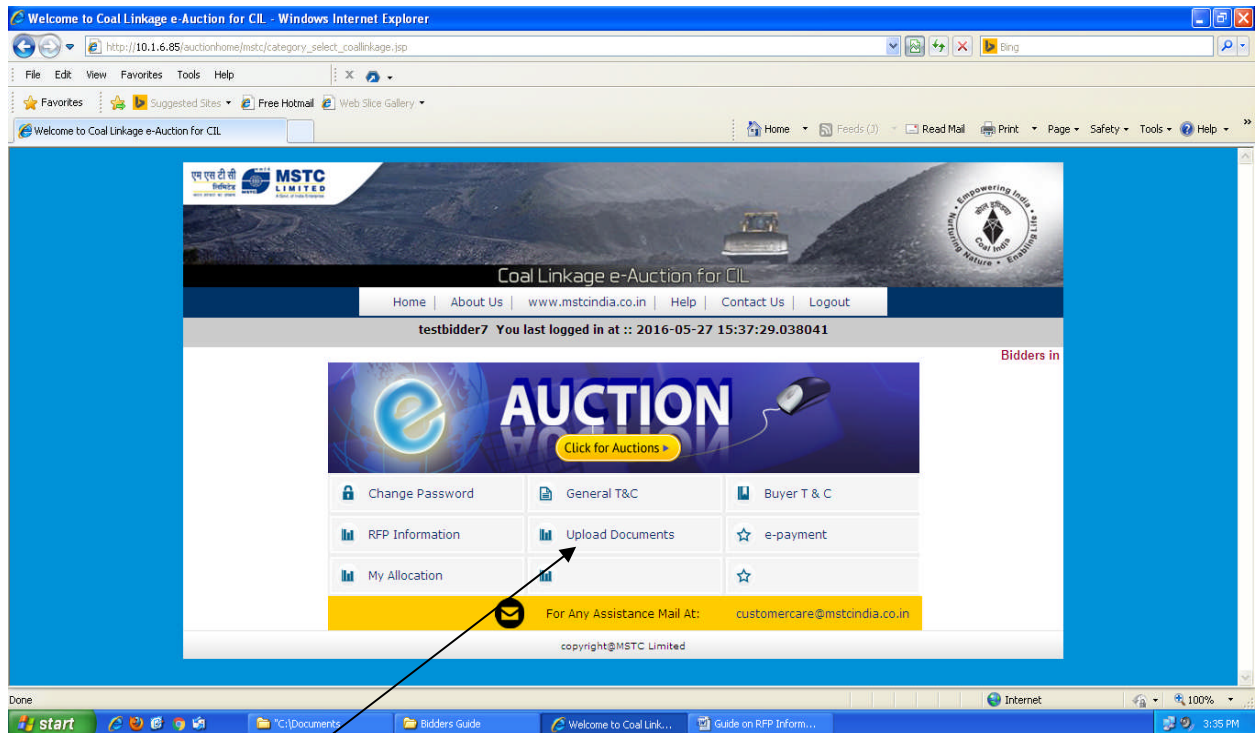 Welcome to Coal Linkage e-Auction for CIL - Windows Internet Explorer
http://10.1.6.85/auctionhome/mstc/category_select_coallinkage.jsp
Bing
File Edit View Favorites Tools Help
X
Favorites Suggested Sites Free Hotmail Web Slice Gallery
Welcome to Coal Linkage e-Auction for CIL
Home Feeds (J) Read Mail Print Page Safety Tools Help »
एम एस टी सी
लिमिटेड
MSTC
LIMITED
Empowering India
Enabling Life
Nurturing Nature
Coal India
Coal Linkage e-Auction for CIL
Home | About Us | www.mstcindia.co.in | Help | Contact Us | Logout
testbidder7 You last logged in at :: 2016-05-27 15:37:29.038041
Bidders in
e AUCTION
Click for Auctions
Change Password General T&C Buyer T & C
RFP Information Upload Documents e-payment
My Allocation
For Any Assistance Mail At: customercare@mstcindia.co.in
copyright@MSTC Limited
Done Internet 100%
start "C:\Documents Bidders Guide Welcome to Coal Link... Guide on RFP Inform... 3:35 PM